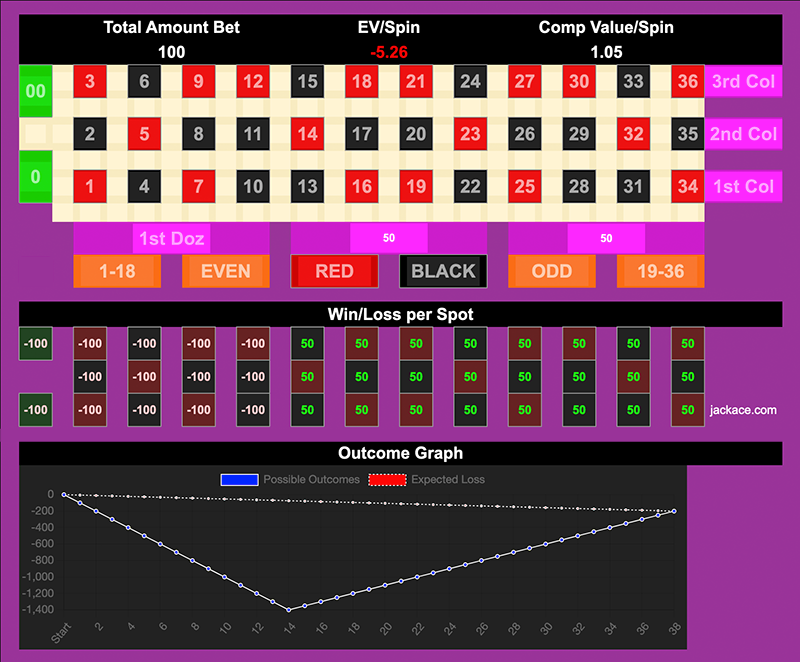 Total Amount Bet EV/Spin Comp Value/Spin
100 -5.26 1.05
00 3 6 9 12 15 18 21 24 27 30 33 36 3rd Col
2 5 8 11 14 17 20 23 26 29 32 35 2nd Col
0 1 4 7 10 13 16 19 22 25 28 31 34 1st Col
1st Doz 50 50
1-18 EVEN RED BLACK ODD 19-36
Win/Loss per Spot
-100 -100 -100 -100 -100 50 50 50 50 50 50 50 50
-100 -100 -100 -100 50 50 50 50 50 50 50 50
-100 -100 -100 -100 -100 50 50 50 50 50 50 50 50 jackace.com
Outcome Graph
Possible Outcomes Expected Loss
0
-200
-400
-600
-800
-1,000
-1,200
-1,400
Start 2 4 6 8 10 12 14 16 18 20 22 24 26 28 30 32 34 36 38